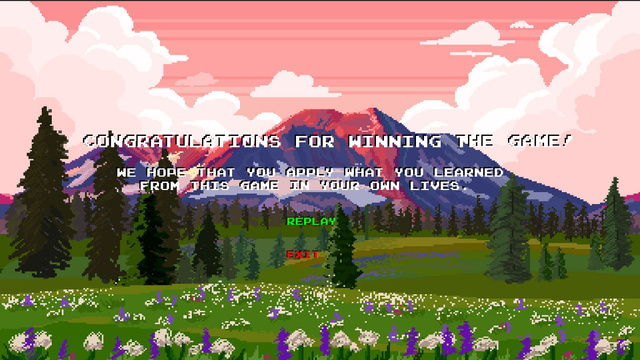 CONGRATULATIONS FOR WINNING THE GAME!
WE HOPE THAT YOU APPLY WHAT YOU LEARNED
FROM THIS GAME IN YOUR OWN LIVES.
REPLAY
EXIT